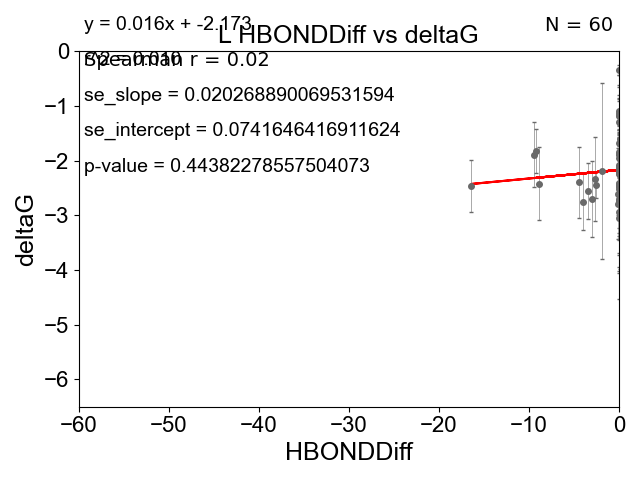 y = 0.016x + -2.173
N = 60
L HBONDDiff vs deltaG
Spearman r = 0.02
se_slope = 0.020268890069531594
se_intercept = 0.0741646416911624
p-value = 0.44382278557504073
deltaG
0
−1
−2
−3
−4
−5
−6
−60
−50
−40
−30
−20
−10
0
HBONDDiff